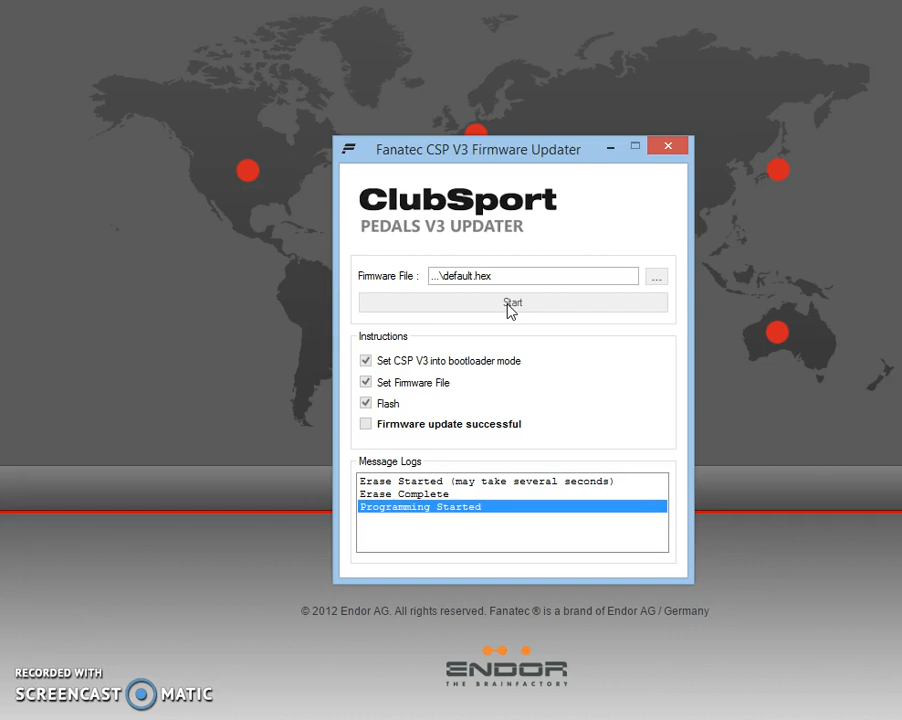 Fanatec CSP V3 Firmware Updater
ClubSport
PEDALS V3 UPDATER
Firmware File : ...\default.hex ...
Start
Instructions
Set CSP V3 into bootloader mode
Set Firmware File
Flash
Firmware update successful
Message Logs
Erase Started (may take several seconds)
Erase Complete
Programming Started
© 2012 Endor AG. All rights reserved. Fanatec ® is a brand of Endor AG / Germany
ENDOR
THE BRAINFACTORY
RECORDED WITH
SCREENCAST MATIC